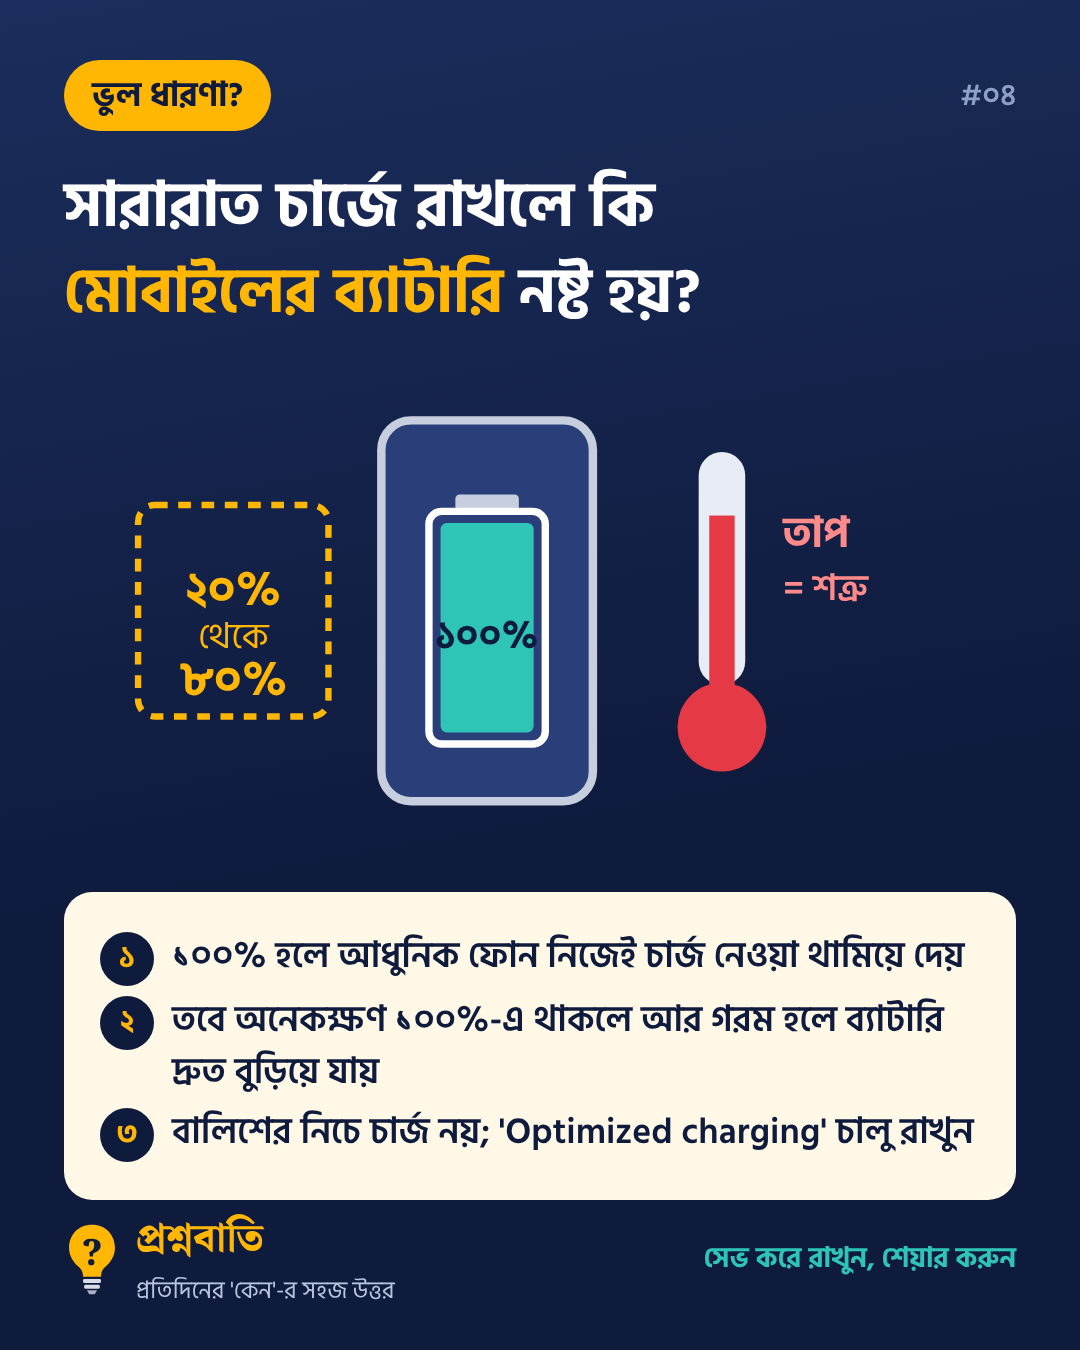 ভুল ধারণা?
#০৪
সারারাত চার্জে রাখলে কি
মোবাইলের ব্যাটারি নষ্ট হয়?
২০%
থেকে
৮০%
১০০%
তাপ
= শত্রু
১ ১০০% হলে আধুনিক ফোন নিজেই চার্জ নেওয়া থামিয়ে দেয়
২ তবে অনেকক্ষণ ১০০%-এ থাকলে আর গরম হলে ব্যাটারি
দ্রুত বুড়িয়ে যায়
৩ বালিশের নিচে চার্জ নয়; 'Optimized charging' চালু রাখুন
?
প্রশ্নবাতি
প্রতিদিনের 'কেন'-র সহজ উত্তর
সেভ করে রাখুন, শেয়ার করুন